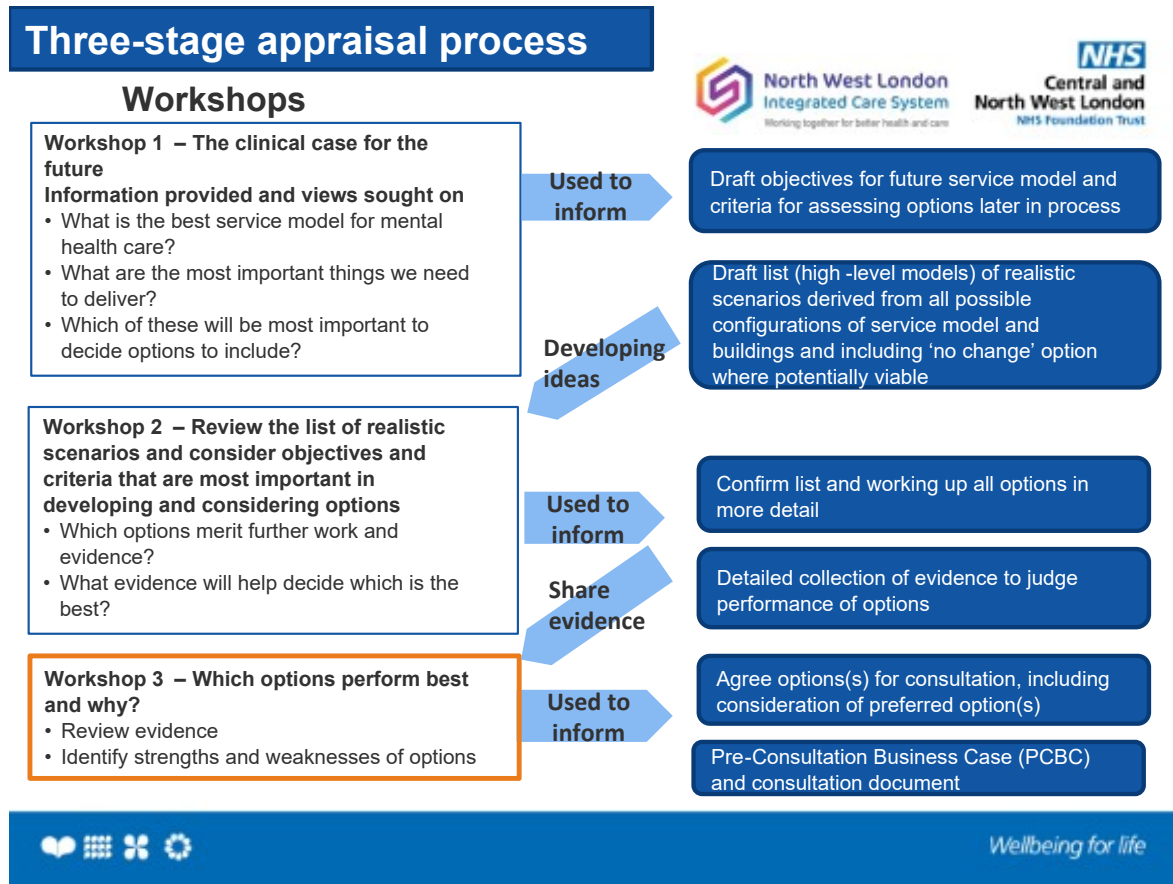 Three-stage appraisal process
Workshops
North West London
Integrated Care System
Working together for better health and care
NHS
Central and
North West London
NHS Foundation Trust
Workshop 1 – The clinical case for the
future
Information provided and views sought on
• What is the best service model for mental
health care?
• What are the most important things we need
to deliver?
• Which of these will be most important to
decide options to include?
Used to
inform
Draft objectives for future service model and
criteria for assessing options later in process
Draft list (high -level models) of realistic
scenarios derived from all possible
configurations of service model and
buildings and including ‘no change’ option
where potentially viable
Developing
ideas
Workshop 2 – Review the list of realistic
scenarios and consider objectives and
criteria that are most important in
developing and considering options
• Which options merit further work and
evidence?
• What evidence will help decide which is the
best?
Used to
inform
Confirm list and working up all options in
more detail
Detailed collection of evidence to judge
performance of options
Share
evidence
Workshop 3 – Which options perform best
and why?
• Review evidence
• Identify strengths and weaknesses of options
Used to
inform
Agree options(s) for consultation, including
consideration of preferred option(s)
Pre-Consultation Business Case (PCBC)
and consultation document
Wellbeing for life